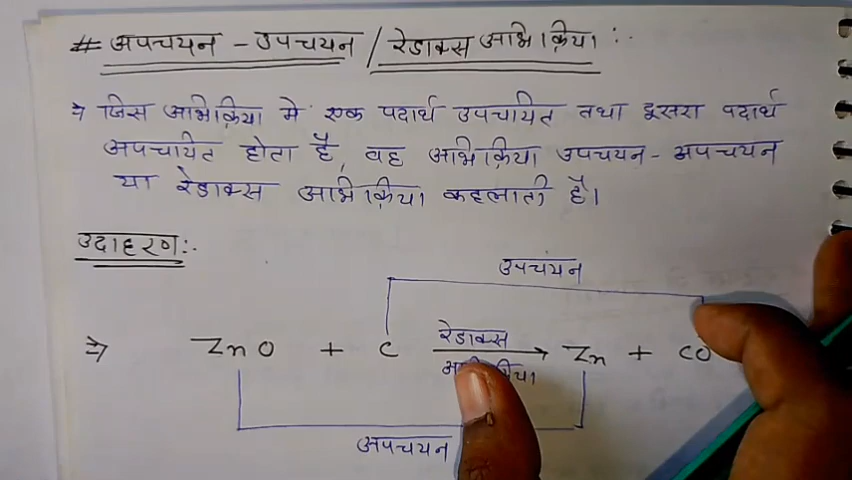 # अपचयन - उपचयन / रेडाक्स अभिक्रिया :-
⇒ जिस अभिक्रिया मे एक पदार्थ उपचायित तथा दूसरा पदार्थ
अपचायित होता है, वह अभिक्रिया उपचयन - अपचयन
या रेडाक्स अभिक्रिया कहलाती है।
उदाहरण:-
उपचयन
रेडाक्स
⇒ ZnO + C → Zn + CO
अपचयन